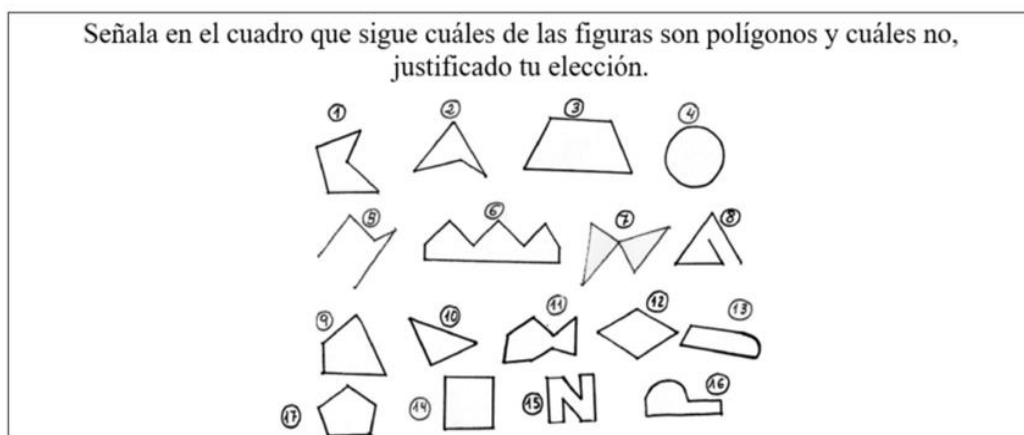 Señala en el cuadro que sigue cuáles de las figuras son polígonos y cuáles no,
justificado tu elección.
1 2 3 4
5 6 7 8
9 10 11 12 13
17 14 15 16